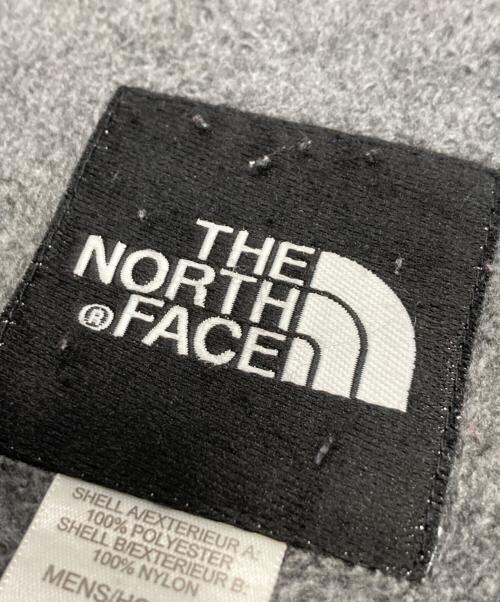 THE
NORTH
® FACE
SHELL A/EXTERIEUR A:
100% POLYESTER
SHELL B/EXTERIEUR B:
100% NYLON